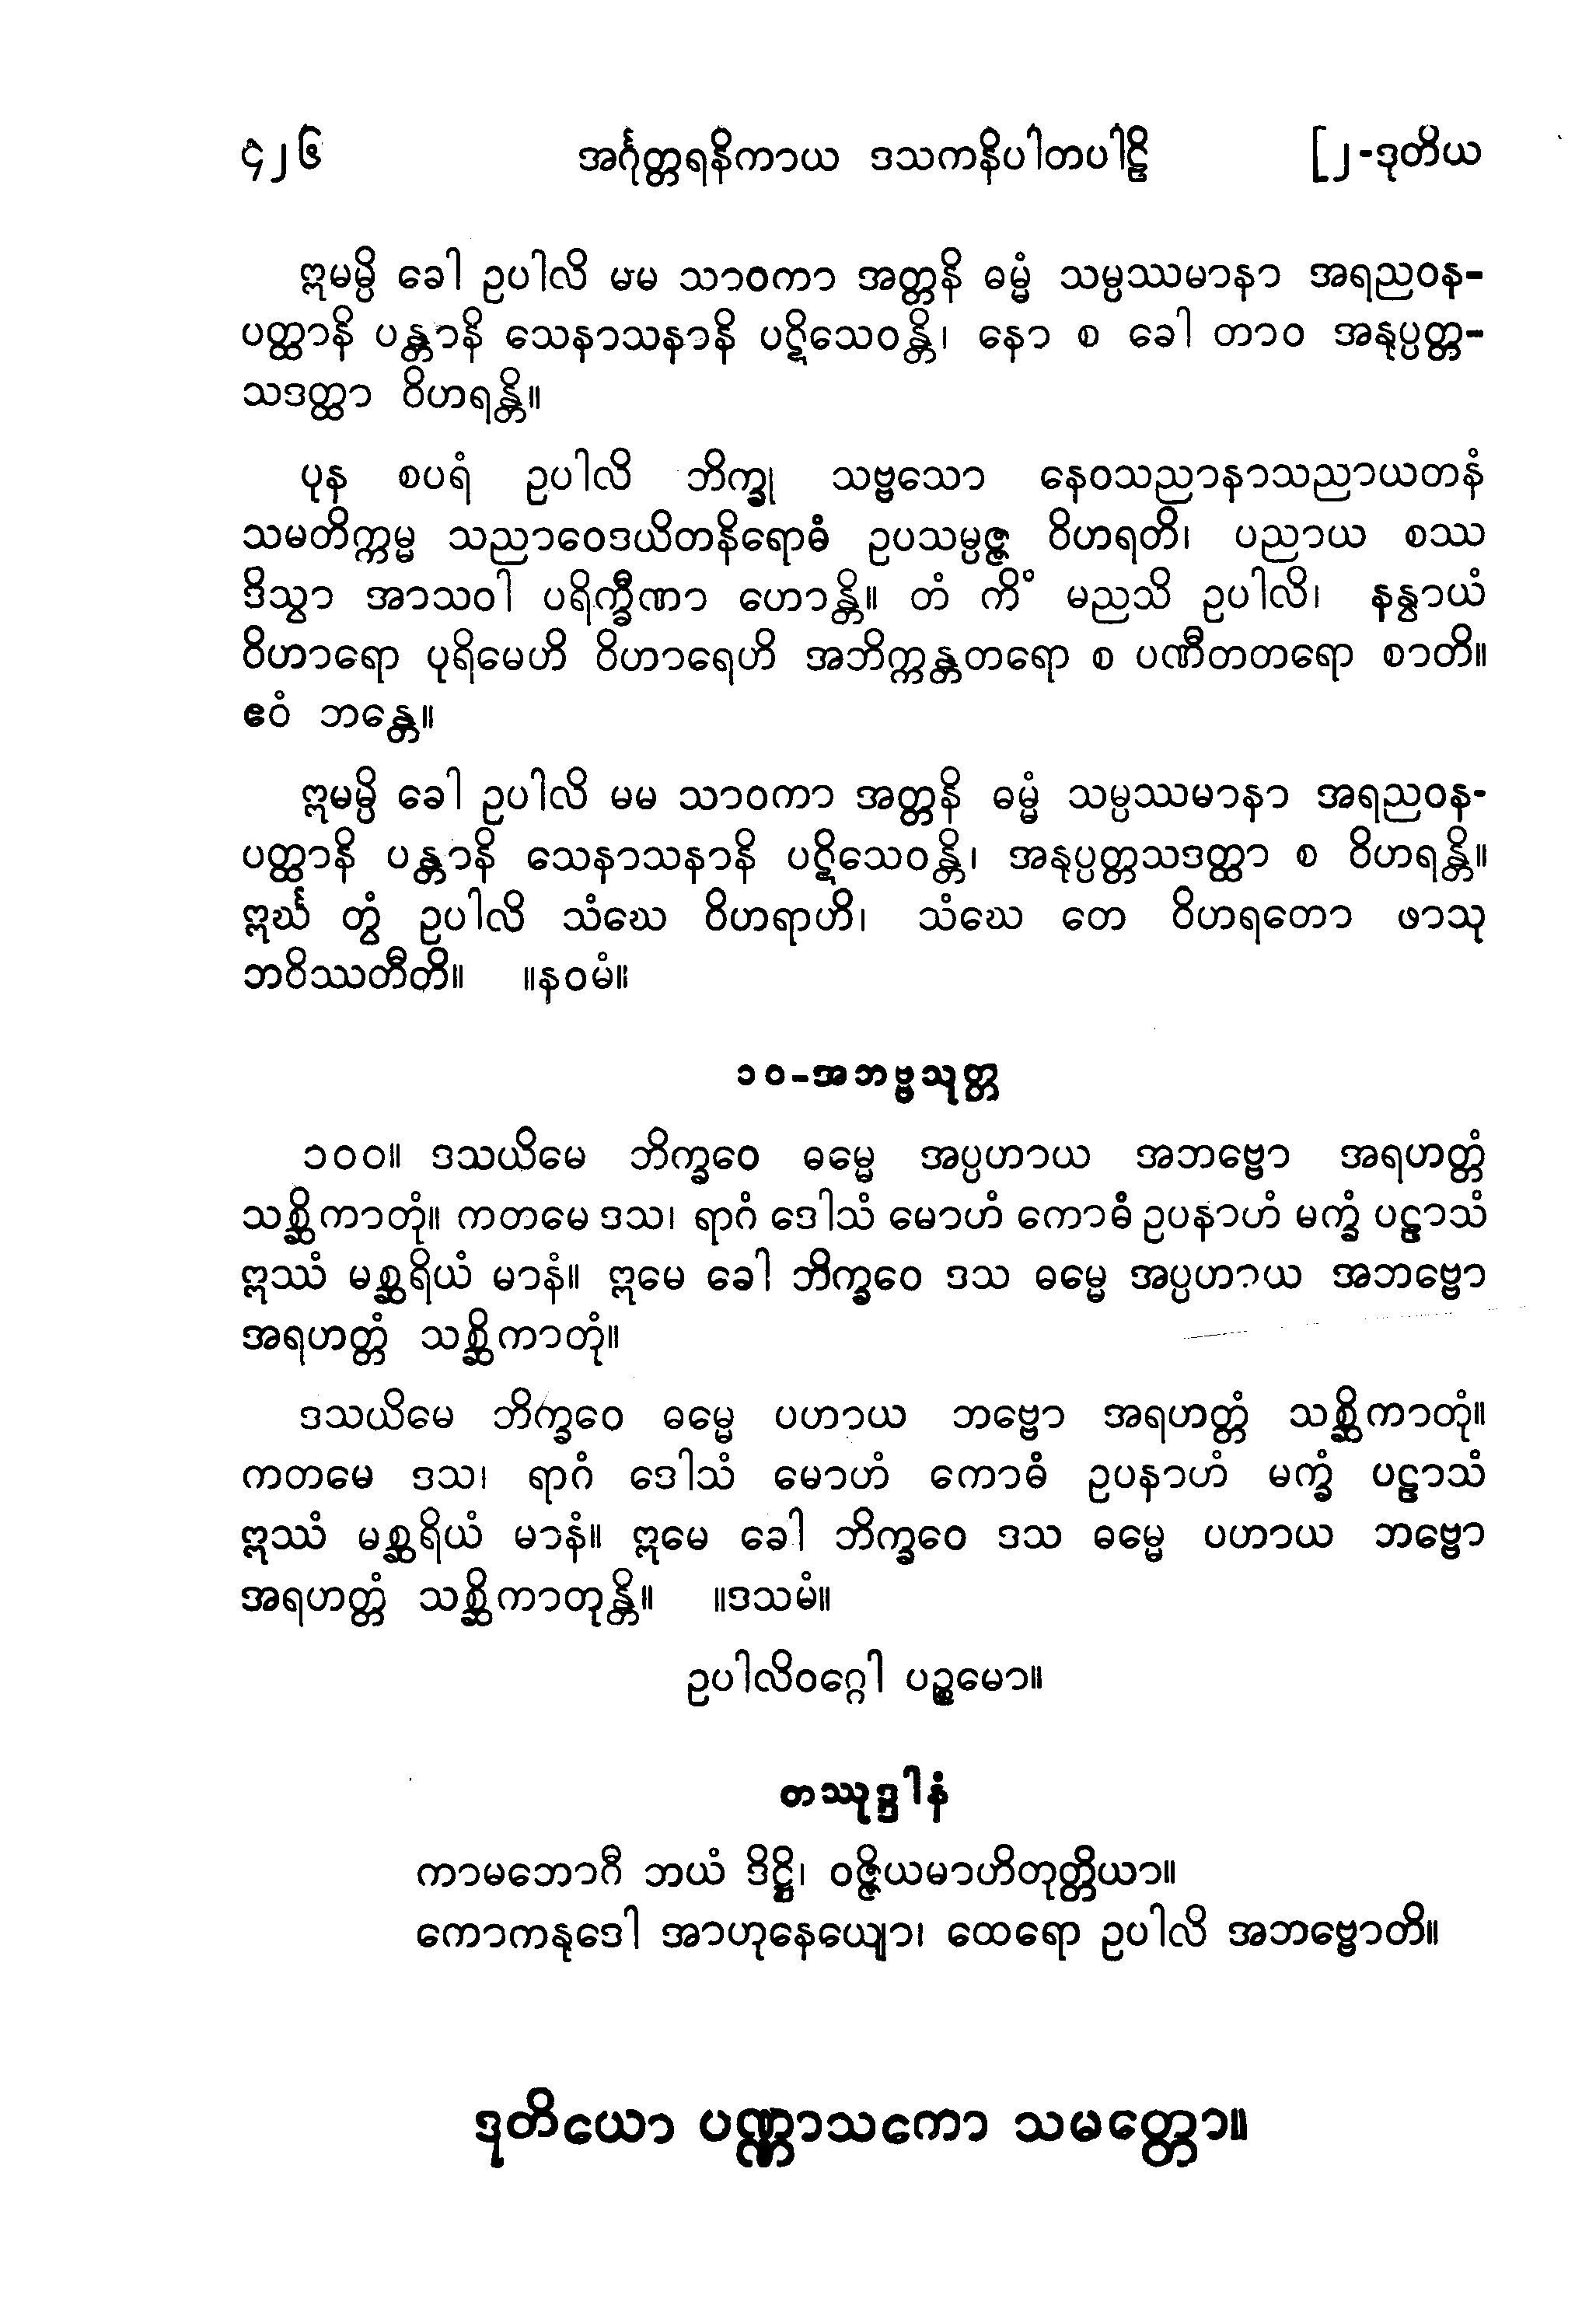 ၄၂၆ အင်္ဂုတ္တရနိကာယ ဒသကနိပါတပါဠိ [၂-ဒုတိယ
ဣမမ္ပိ ခေါ ဥပါလိ မမ သာဝကာ အတ္တနိ ဓမ္မံ သမ္ပဿမာနာ အရညဝန-
ပတ္ထာနိ ပန္တာနိ သေနာသနာနိ ပဋိသေဝန္တိ၊ နော စ ခေါ တာဝ အနုပ္ပတ္တ-
သဒတ္ထာ ဝိဟရန္တိ။
ပုန စပရံ ဥပါလိ ဘိက္ခု သဗ္ဗသော နေဝသညာနာသညာယတနံ
သမတိက္ကမ္မ သညာဝေဒယိတနိရောဓံ ဥပသမ္ပဇ္ဇ ဝိဟရတိ၊ ပညာယ စဿ
ဒိသွာ အာသဝါ ပရိက္ခီဏာ ဟောန္တိ။ တံ ကိံ မညသိ ဥပါလိ၊ နန္វာယံ
ဝိဟာရော ပုရိမေဟိ ဝိဟာရေဟိ အဘိက္ကန္တတရော စ ပဏီတတရော စာတိ။
ဧဝံ ဘန္တေ။
ဣမမ္ပိ ခေါ ဥပါလိ မမ သာဝကာ အတ္တနိ ဓမ္မံ သမ္ပဿမာနာ အရညဝန-
ပတ္ထာနိ ပန္တာနိ သေနာသနာနိ ပဋိသေဝန္တိ၊ အနုပ္ပတ္တသဒတ္ထာ စ ဝိဟရန္တိ။
ဣင်္ဃ တွံ ဥပါလိ သံဃေ ဝိဟရာဟိ၊ သံဃေ တေ ဝိဟရတော ဖာသု
ဘဝိဿတီတိ။ ။နဝမံ။
၁၀-အဘဗ္ဗသုတ္တ
၁၀၀။ ဒသယိမေ ဘိက္ခဝေ ဓမ္မေ အပ္ပဟာယ အဘဗ္ဗော အရဟတ္တံ
သစ္ဆိကာတုံ။ ကတမေ ဒသ၊ ရာဂံ ဒေါသံ မောဟံ ကောဓံ ဥပနာဟံ မက္ခံ ပဠာသံ
ဣဿံ မစ္ဆရိယံ မာနံ။ ဣမေ ခေါ ဘိက္ခဝေ ဒသ ဓမ္မေ အပ္ပဟာယ အဘဗ္ဗော
အရဟတ္တံ သစ္ဆိကာတုံ။
ဒသယိမေ ဘိက္ခဝေ ဓမ္မေ ပဟာယ ဘဗ္ဗော အရဟတ္တံ သစ္ဆိကာတုံ။
ကတမေ ဒသ၊ ရာဂံ ဒေါသံ မောဟံ ကောဓံ ဥပနာဟံ မက္ခံ ပဠာသံ
ဣဿံ မစ္ဆရိယံ မာနံ။ ဣမေ ခေါ ဘိက္ခဝေ ဒသ ဓမ္မေ ပဟာယ ဘဗ္ဗော
အရဟတ္တံ သစ္ဆိကာတုန္တိ။ ။ဒသမံ။
ဥပါလိဝဂ္ဂေါ ပဉ္စမော။
တဿုဒ္ဒါနံ
ကာမဘောဂီ ဘယံ ဒိဋ္ဌိ၊ ဝဇ္ဇိယမာဟိတုတ္တိယာ။
ကောကနုဒေါ အာဟုနေယျော၊ ထေရော ဥပါလိ အဘဗ္ဗောတိ။
ဒုတိယော ပဏ္ဏာသကော သမတ္တော။